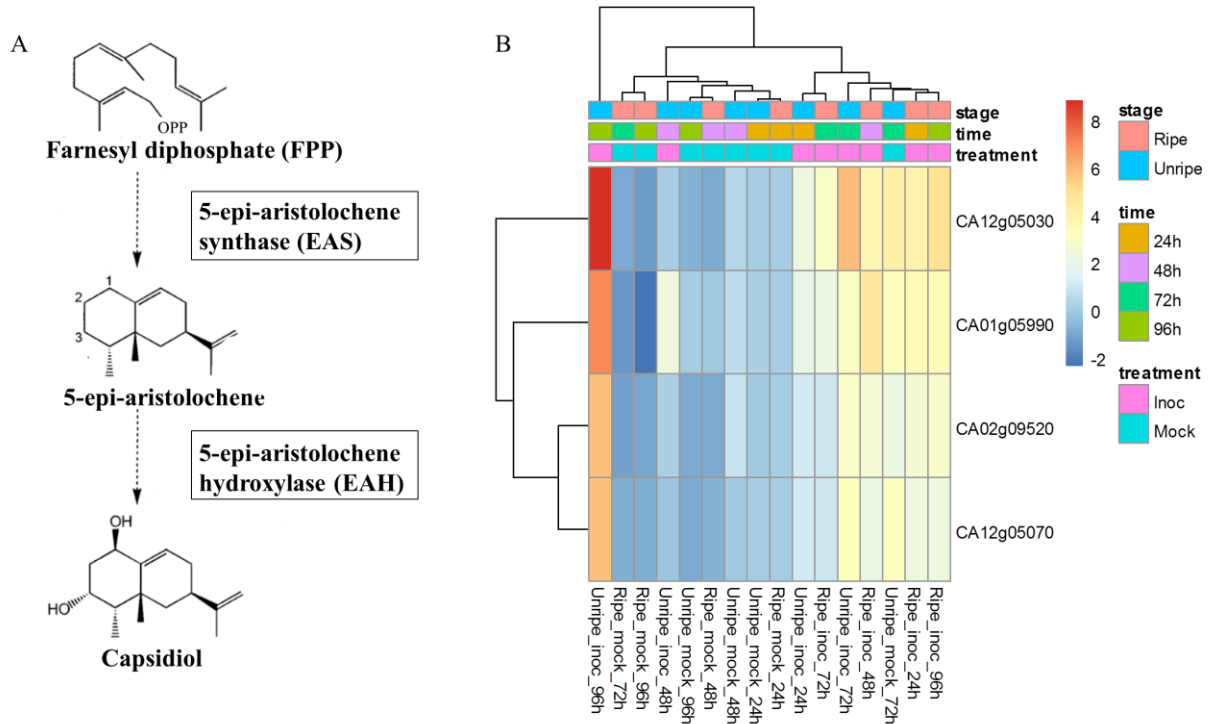 A
OPP
Farnesyl diphosphate (FPP)
5-epi-aristolochene
synthase (EAS)
1
2
3
5-epi-aristolochene
5-epi-aristolochene
hydroxylase (EAH)
OH
HO
Capsidiol
B
stage
time
treatment
CA12g05030
CA01g05990
CA02g09520
CA12g05070
Unripe_inoc_96h
Ripe_mock_72h
Ripe_mock_96h
Unripe_inoc_48h
Unripe_mock_96h
Ripe_mock_48h
Unripe_mock_48h
Unripe_mock_24h
Ripe_mock_24h
Unripe_inoc_24h
Ripe_inoc_72h
Unripe_inoc_72h
Ripe_inoc_48h
Unripe_mock_72h
Ripe_inoc_24h
Ripe_inoc_96h
8
6
4
2
0
-2
stage
Ripe
Unripe
time
24h
48h
72h
96h
treatment
Inoc
Mock